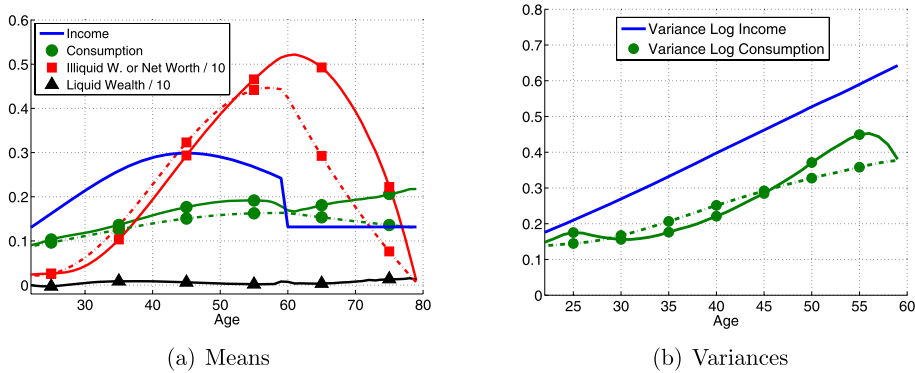 0.6
0.5
0.4
0.3
0.2
0.1
0
Income
Consumption
Illiquid W. or Net Worth / 10
Liquid Wealth / 10
30 40 50 60 70 80
Age
(a) Means
0.8
0.7
0.6
0.5
0.4
0.3
0.2
0.1
0
Variance Log Income
Variance Log Consumption
25 30 35 40 45 50 55 60
Age
(b) Variances